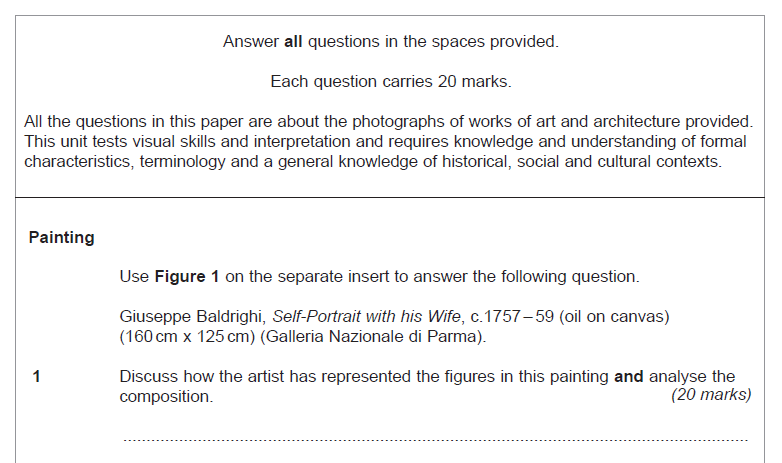 Answer all questions in the spaces provided.
Each question carries 20 marks.
All the questions in this paper are about the photographs of works of art and architecture provided.
This unit tests visual skills and interpretation and requires knowledge and understanding of formal
characteristics, terminology and a general knowledge of historical, social and cultural contexts.
Painting
Use Figure 1 on the separate insert to answer the following question.
Giuseppe Baldrighi, Self-Portrait with his Wife, c.1757 – 59 (oil on canvas)
(160 cm x 125 cm) (Galleria Nazionale di Parma).
1 Discuss how the artist has represented the figures in this painting and analyse the
composition. (20 marks)
................................................................................................................................